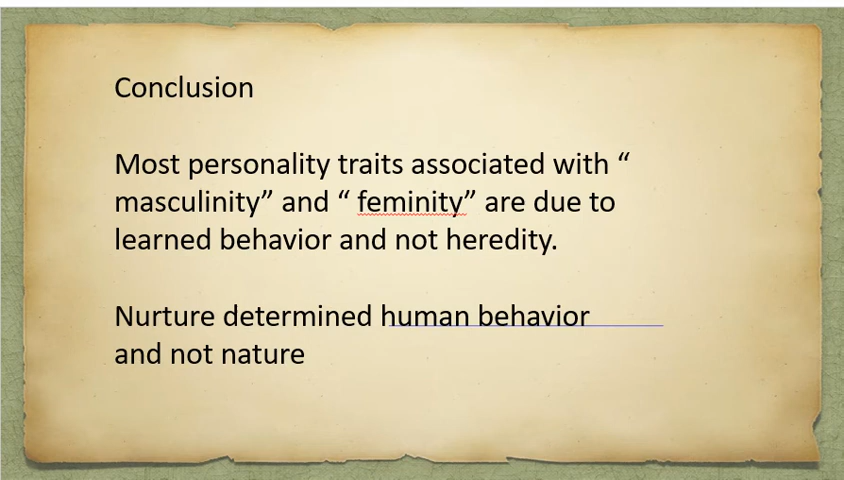 Conclusion
Most personality traits associated with “
masculinity” and “ feminity” are due to
learned behavior and not heredity.
Nurture determined human behavior
and not nature